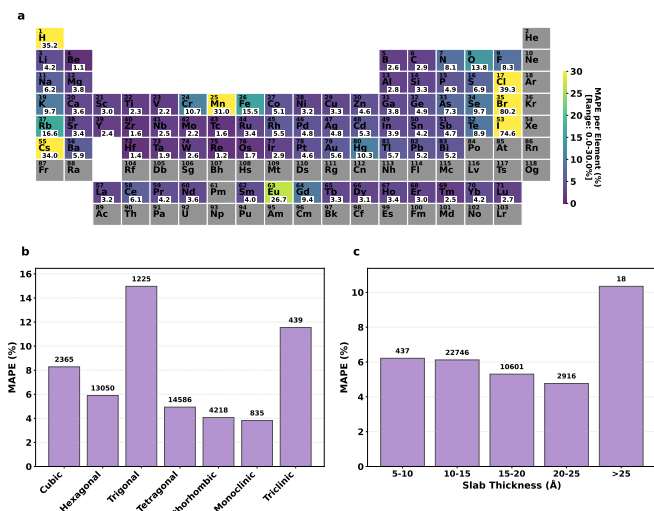 a
1 2
H He
35.2
3 4 5 6 7 8 9 10
Li Be B C N O F Ne
4.2 1.1 2.6 2.9 8.1 13.8 8.3
11 12 13 14 15 16 17 18
Na Mg Al Si P S Cl Ar
6.2 3.8 2.8 3.3 4.9 6.9 39.3
19 20 21 22 23 24 25 26 27 28 29 30 31 32 33 34 35 36
K Ca Sc Ti V Cr Mn Fe Co Ni Cu Zn Ga Ge As Se Br Kr
9.7 3.6 3.0 2.3 2.2 10.7 31.0 15.5 5.1 3.2 3.3 4.6 3.8 4.9 7.3 9.7 80.2
37 38 39 40 41 42 43 44 45 46 47 48 49 50 51 52 53 54
Rb Sr Y Zr Nb Mo Tc Ru Rh Pd Ag Cd In Sn Sb Te I Xe
16.6 3.4 2.4 1.6 2.5 2.2 1.6 3.4 5.5 4.8 4.8 5.3 3.9 4.2 4.7 8.9 74.6
55 56 72 73 74 75 76 77 78 79 80 81 82 83 84 85 86
Cs Ba Hf Ta W Re Os Ir Pt Au Hg Tl Pb Bi Po At Rn
34.0 5.9 1.4 1.9 2.6 1.2 1.7 2.9 4.6 5.6 10.3 5.7 5.2 5.2
87 88 104 105 106 107 108 109 110 111 112 113 114 115 116 117 118
Fr Ra Rf Db Sg Bh Hs Mt Ds Rg Cn Nh Fl Mc Lv Ts Og
57 58 59 60 61 62 63 64 65 66 67 68 69 70 71
La Ce Pr Nd Pm Sm Eu Gd Tb Dy Ho Er Tm Yb Lu
3.2 6.1 4.2 3.6 4.0 26.7 9.4 3.3 3.1 3.4 3.0 2.5 4.2 2.7
89 90 91 92 93 94 95 96 97 98 99 100 101 102 103
Ac Th Pa U Np Pu Am Cm Bk Cf Es Fm Md No Lr
30
25
20
15
10
5
0
MAPE per Element (%)
[Range: 0.0-30.0%]
b
MAPE (%)
16
14
12
10
8
6
4
2
0
2365 13050 1225 14586 4218 835 439
Cubic Hexagonal Trigonal Tetragonal horhombic Monoclinic Triclinic
c
MAPE (%)
10
8
6
4
2
0
437 22746 10601 2916 18
5-10 10-15 15-20 20-25 >25
Slab Thickness (Å)